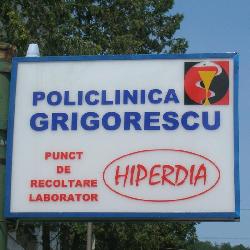 POLICLINICA
GRIGORESCU
PUNCT
DE
RECOLTARE
LABORATOR
HIPERDIA